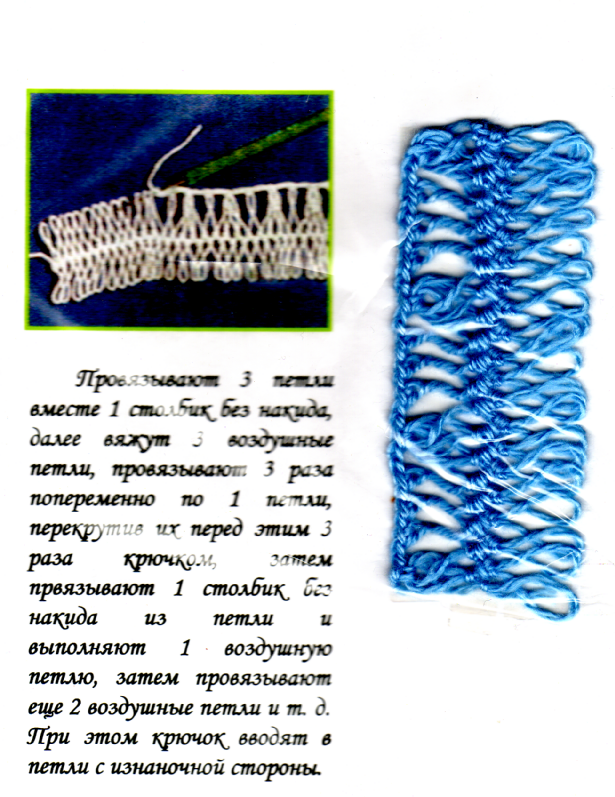 Провязывают 3 петли
вместе 1 столбик без накида,
далее вяжут 3 воздушные
петли, провязывают 3 раза
попеременно по 1 петли,
перекрутив их перед этим 3
раза крючком, затем
првязывают 1 столбик без
накида из петли и
выполняют 1 воздушную
петлю, затем провязывают
еще 2 воздушные петли и т. д.
При этом крючок вводят в
петли с изнаночной стороны.